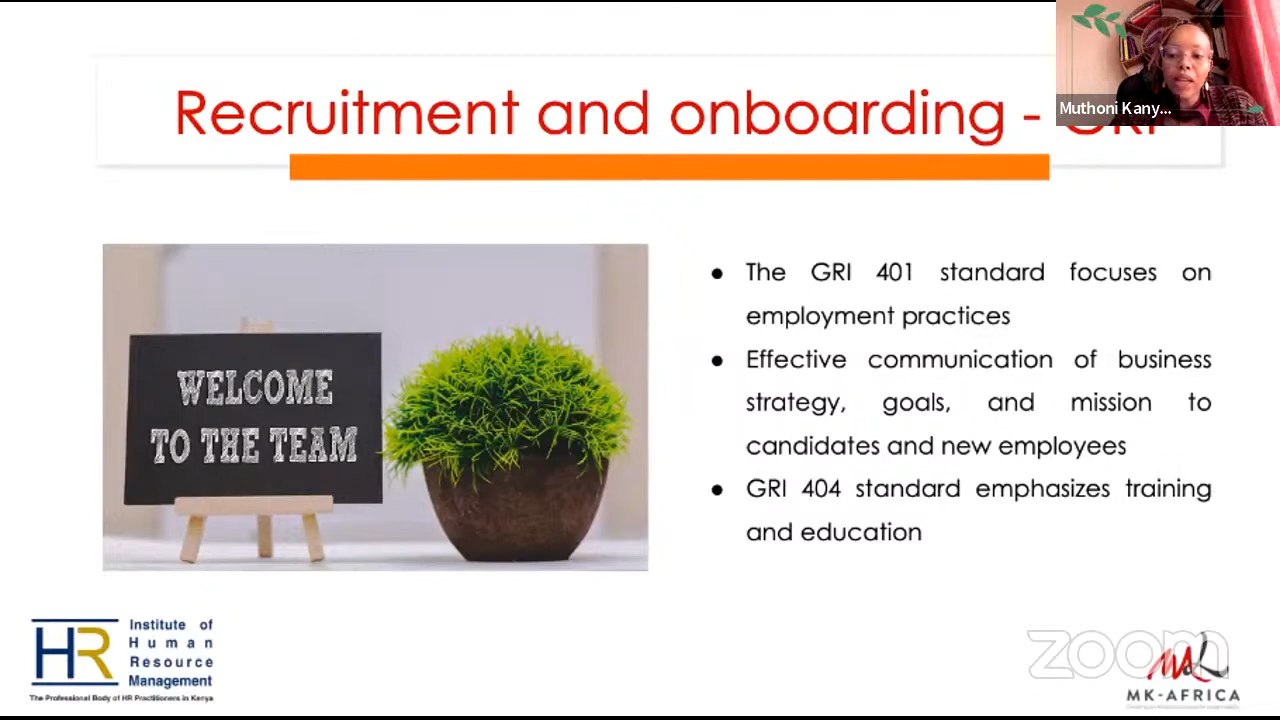 Recruitment and onboarding - GRI
Muthoni Kany...
WELCOME
TO THE TEAM
● The GRI 401 standard focuses on
employment practices
● Effective communication of business
strategy, goals, and mission to
candidates and new employees
● GRI 404 standard emphasizes training
and education
HR
Institute of
Human
Resource
Management
The Professional Body of HR Practitioners in Kenya
zoom
MK-AFRICA